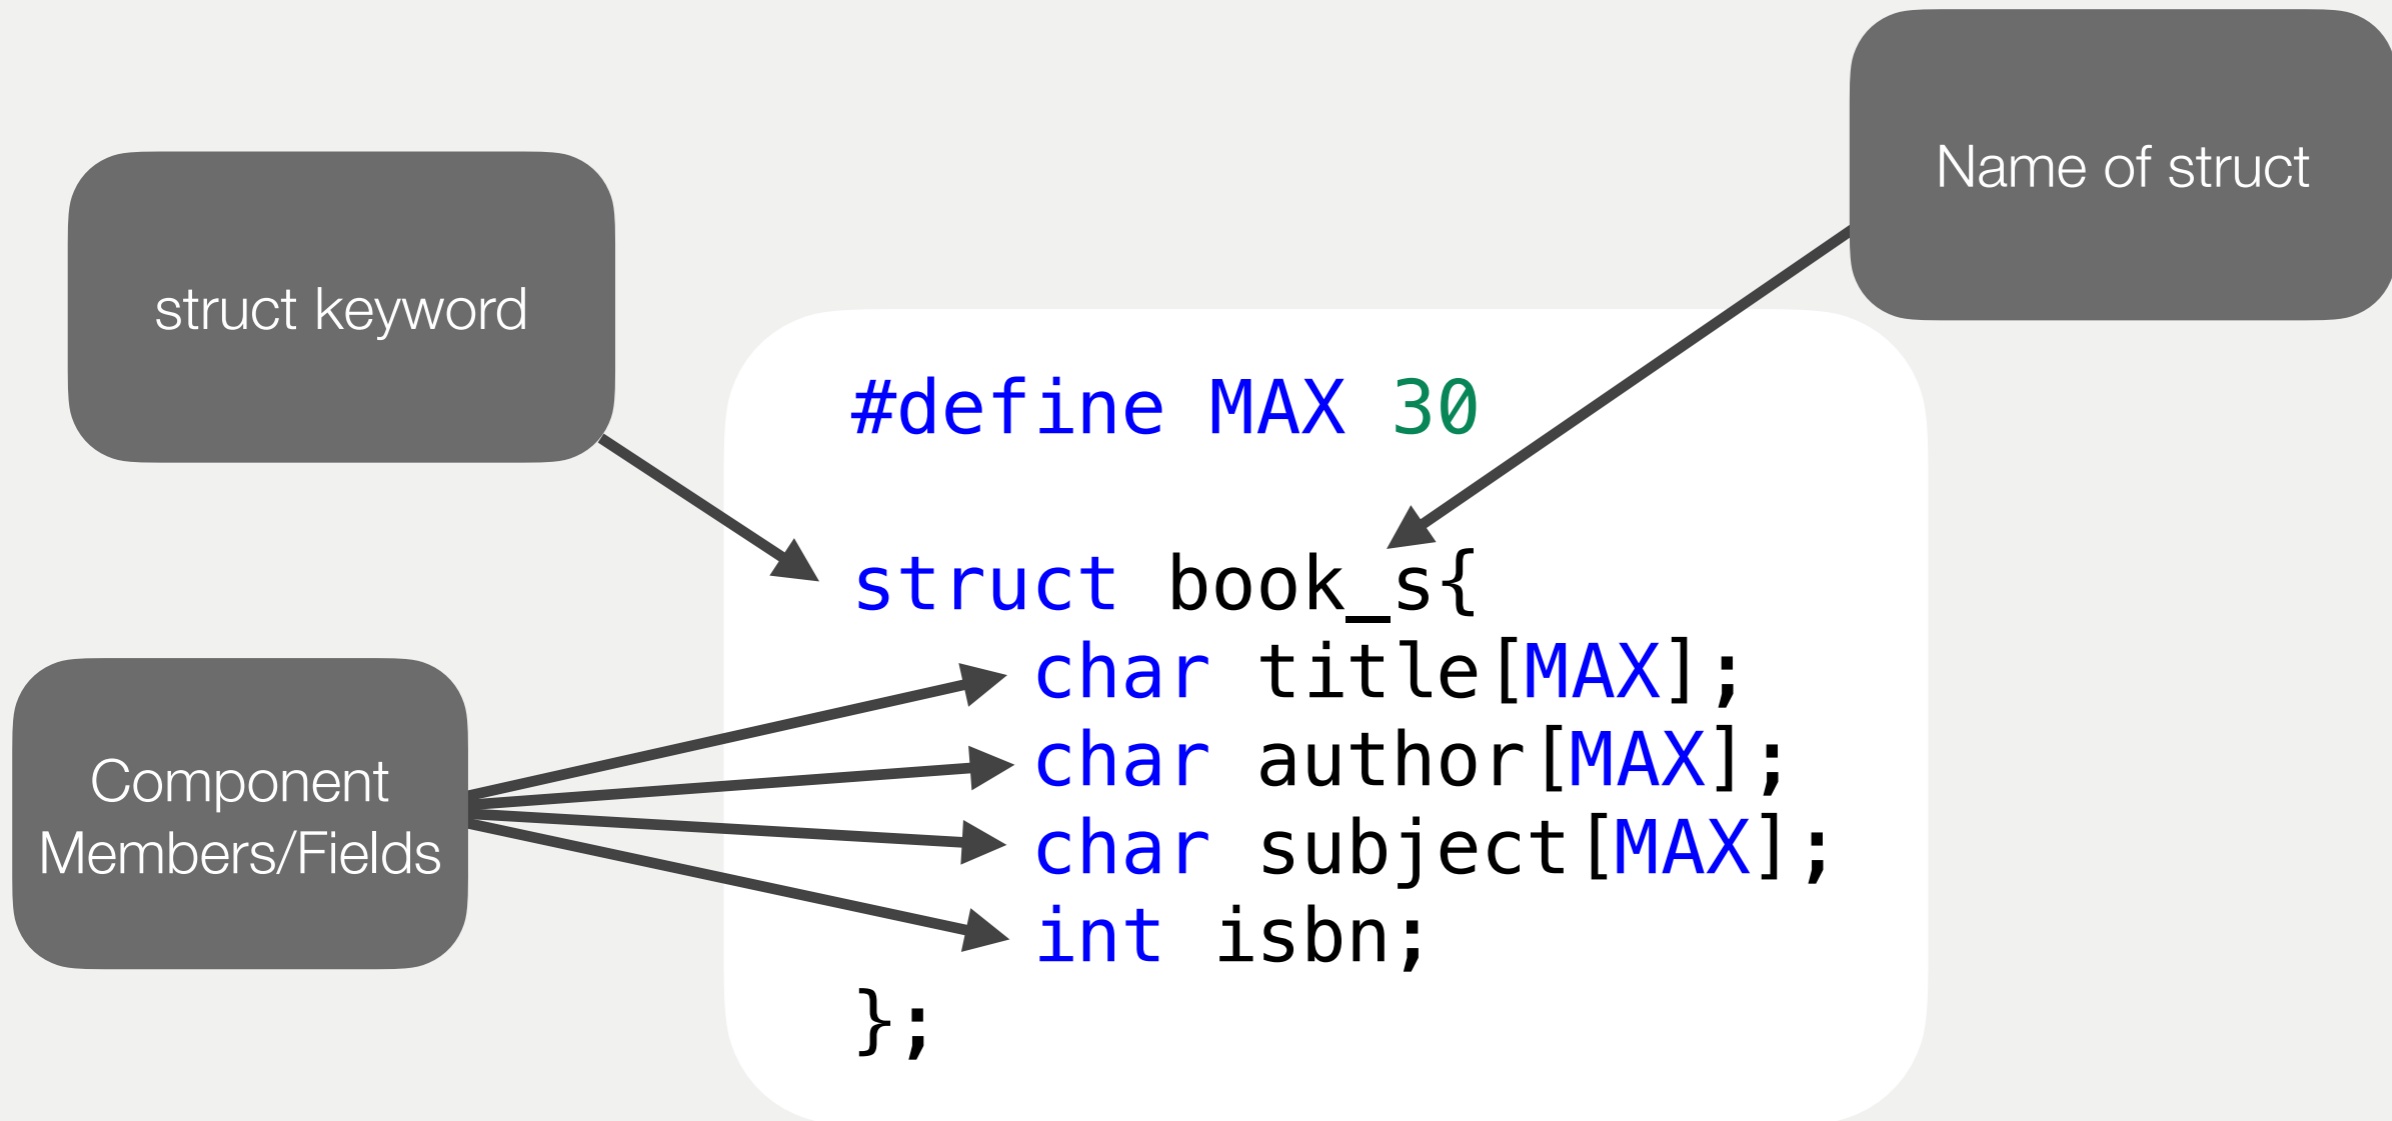 Name of struct
struct keyword
#define MAX 30
struct book_s{
char title[MAX];
char author[MAX];
char subject[MAX];
int isbn;
};
Component
Members/Fields